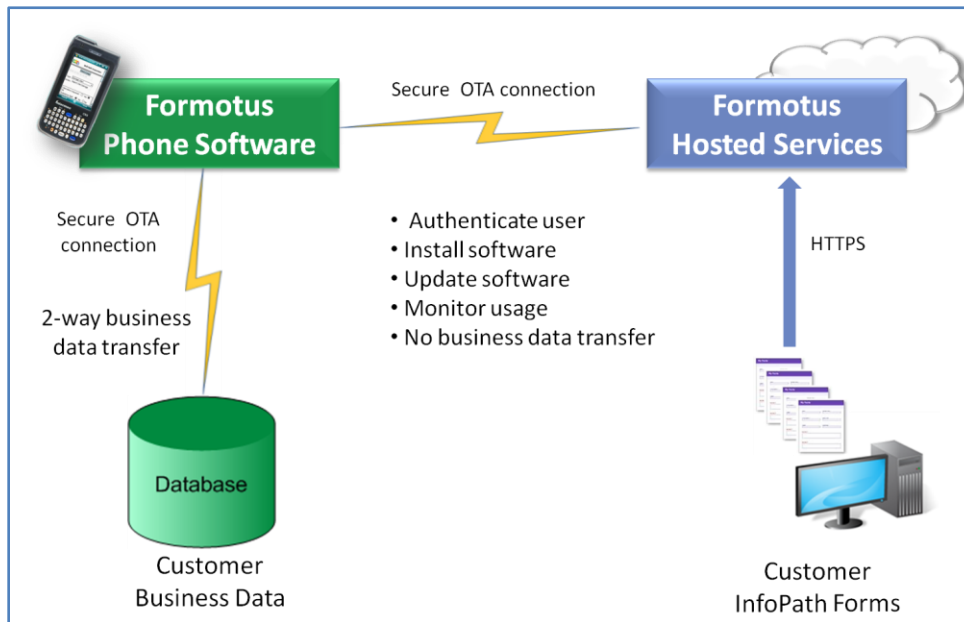 Formotus
Phone Software
Secure OTA connection
Formotus
Hosted Services
Secure OTA
connection
2-way business
data transfer
• Authenticate user
• Install software
• Update software
• Monitor usage
• No business data transfer
HTTPS
Database
Customer
Business Data
Customer
InfoPath Forms